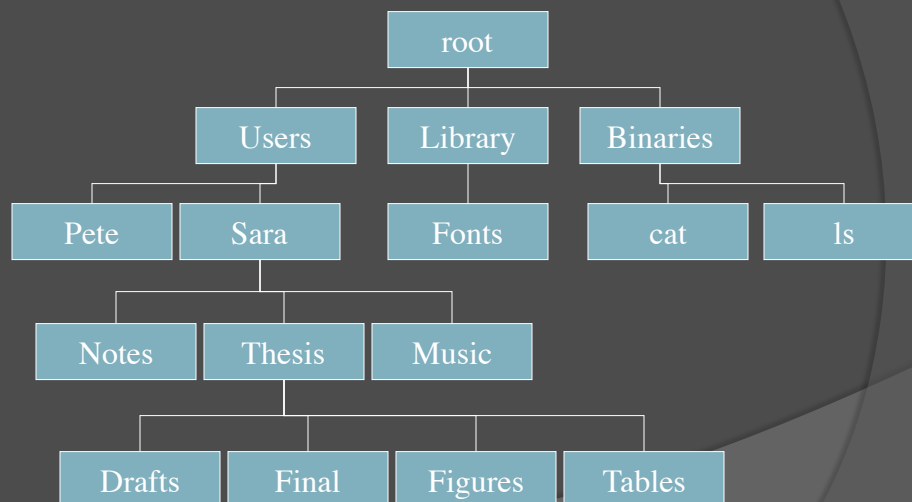 root
Users
Library
Binaries
Pete
Sara
Fonts
cat
ls
Notes
Thesis
Music
Drafts
Final
Figures
Tables